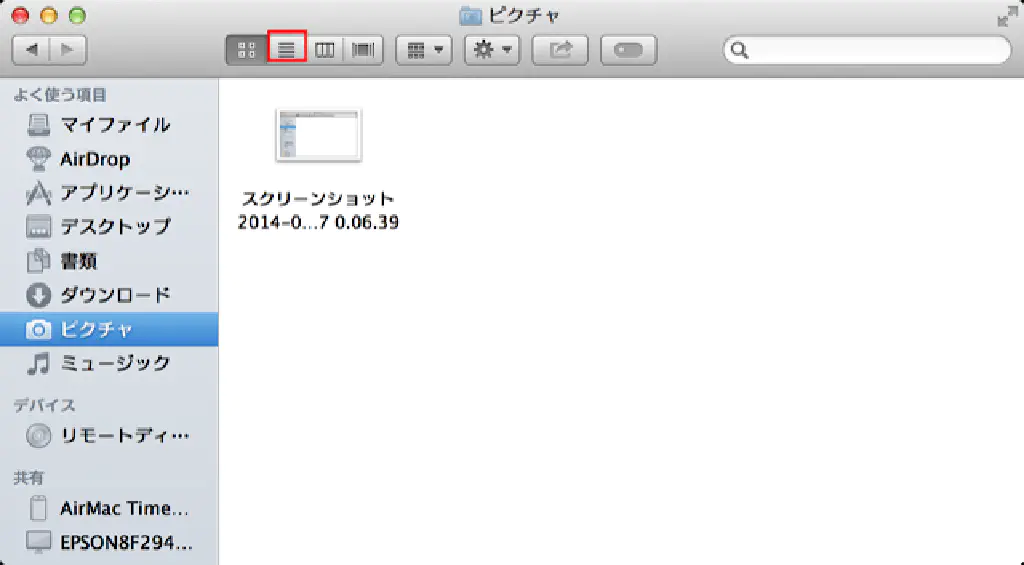 ピクチャ
よく使う項目
マイファイル
AirDrop
アプリケーシ…
デスクトップ
書類
ダウンロード
ピクチャ
ミュージック
デバイス
リモートディ…
共有
AirMac Time...
EPSON8F294...
スクリーンショット
2014-0...7 0.06.39